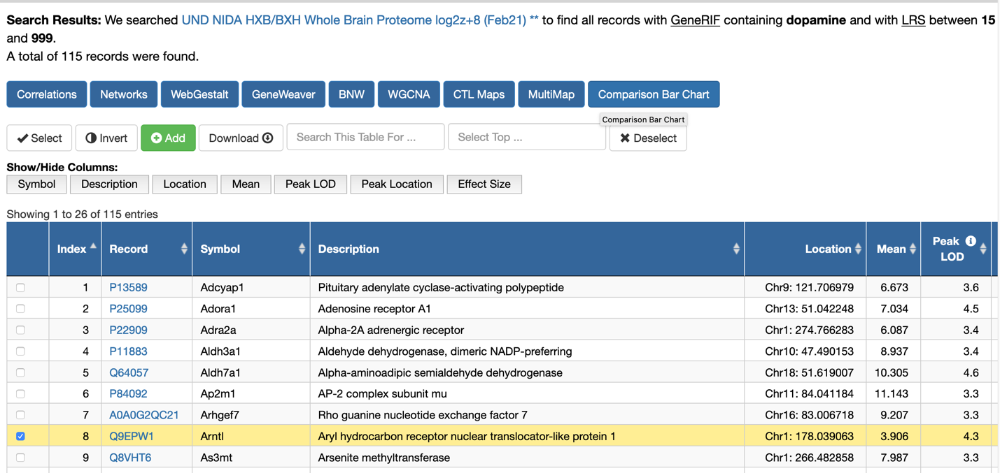 Search Results: We searched UND NIDA HXB/BXH Whole Brain Proteome log2z+8 (Feb21) ** to find all records with GeneRIF containing dopamine and with LRS between 15
and 999.
A total of 115 records were found.
Correlations Networks WebGestalt GeneWeaver BNW WGCNA CTL Maps MultiMap Comparison Bar Chart
Comparison Bar Chart
Select Invert Add Download Search This Table For ... Select Top ... Deselect
Show/Hide Columns:
Symbol Description Location Mean Peak LOD Peak Location Effect Size
Showing 1 to 26 of 115 entries
Index Record Symbol Description Location Mean Peak LOD
1 P13589 Adcyap1 Pituitary adenylate cyclase-activating polypeptide Chr9: 121.706979 6.673 3.6
2 P25099 Adora1 Adenosine receptor A1 Chr13: 51.042248 7.034 4.5
3 P22909 Adra2a Alpha-2A adrenergic receptor Chr1: 274.766283 6.087 3.4
4 P11883 Aldh3a1 Aldehyde dehydrogenase, dimeric NADP-preferring Chr10: 47.490153 8.937 3.4
5 Q64057 Aldh7a1 Alpha-aminoadipic semialdehyde dehydrogenase Chr18: 51.619007 10.305 4.6
6 P84092 Ap2m1 AP-2 complex subunit mu Chr11: 84.041184 11.143 3.3
7 A0A0G2QC21 Arhgef7 Rho guanine nucleotide exchange factor 7 Chr16: 83.006718 9.207 3.3
8 Q9EPW1 Arntl Aryl hydrocarbon receptor nuclear translocator-like protein 1 Chr1: 178.039063 3.906 4.3
9 Q8VHT6 As3mt Arsenite methyltransferase Chr1: 266.482858 7.987 3.3